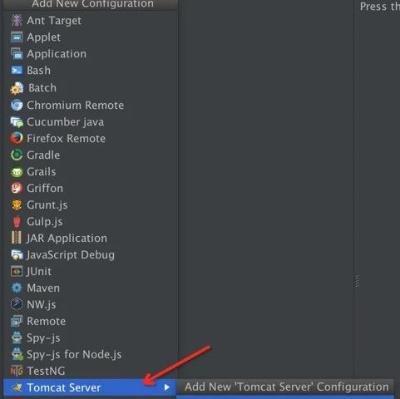 Add New Configuration
Press th
Ant Target
Applet
Application
Bash
Batch
Chromium Remote
Cucumber java
Firefox Remote
Gradle
Grails
Griffon
Grunt.js
Gulp.js
JAR Application
JavaScript Debug
JUnit
Maven
NW.js
Remote
Spy-js
Spy-js for Node.js
TestNG
Tomcat Server
Add New 'Tomcat Server' Configuration